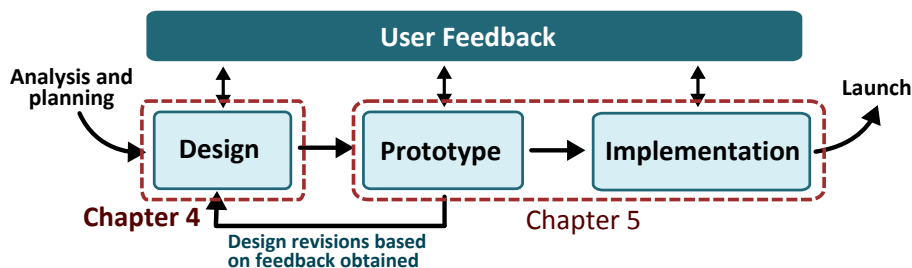 User Feedback
Analysis and
planning
Launch
Design
Prototype
Implementation
Chapter 4
Chapter 5
Design revisions based
on feedback obtained